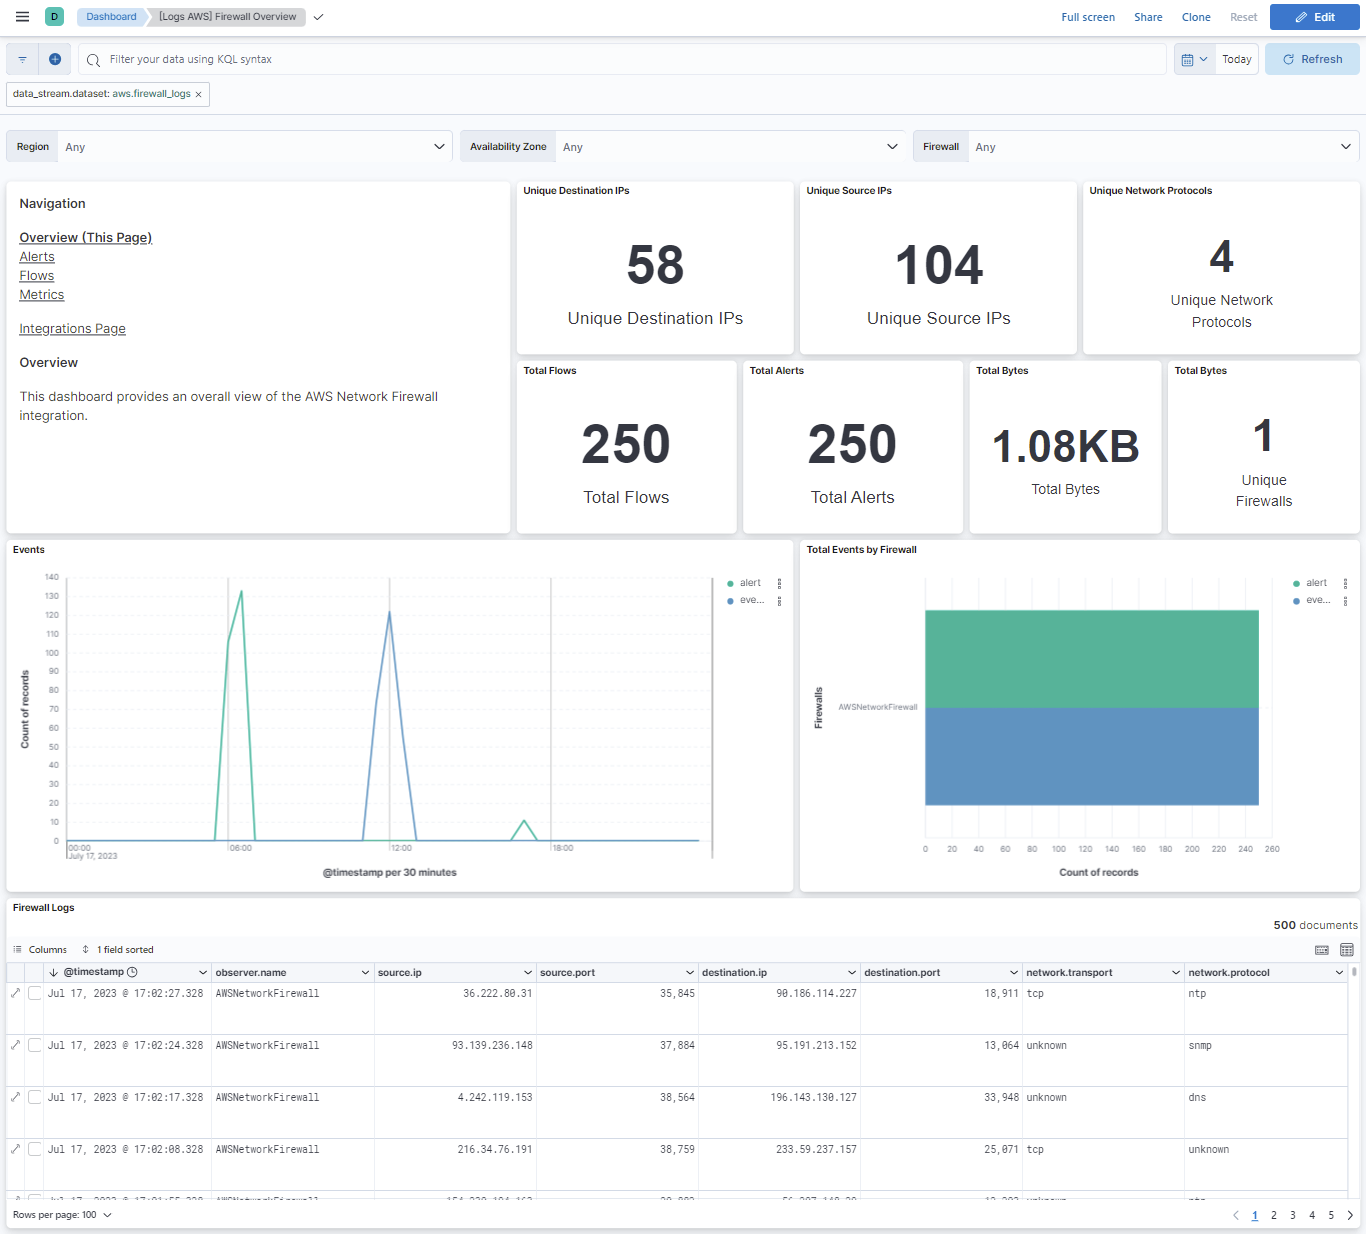 D
Dashboard
[Logs AWS] Firewall Overview
Full screen
Share
Clone
Reset
Edit
Filter your data using KQL syntax
Today
Refresh
data_stream.dataset: aws.firewall_logs ×
Region Any
Availability Zone Any
Firewall Any
Navigation
Overview (This Page)
Alerts
Flows
Metrics
Integrations Page
Overview
This dashboard provides an overall view of the AWS Network Firewall
integration.
Unique Destination IPs
58
Unique Destination IPs
Unique Source IPs
104
Unique Source IPs
Unique Network Protocols
4
Unique Network
Protocols
Total Flows
250
Total Flows
Total Alerts
250
Total Alerts
Total Bytes
1.08KB
Total Bytes
Total Bytes
1
Unique
Firewalls
Events
140
130
120
110
100
90
80
70
60
50
40
30
20
10
0
Count of records
00:00
July 17, 2023
06:00
12:00
18:00
@timestamp per 30 minutes
alert
eve...
Total Events by Firewall
Firewalls
AWSNetworkFirewall
0 20 40 60 80 100 120 140 160 180 200 220 240 260
Count of records
alert
eve...
Firewall Logs
500 documents
Columns
1 field sorted
@timestamp observer.name source.ip source.port destination.ip destination.port network.transport network.protocol
Jul 17, 2023 @ 17:02:27.328 AWSNetworkFirewall 36.222.80.31 35,845 90.186.114.227 18,911 tcp ntp
Jul 17, 2023 @ 17:02:24.328 AWSNetworkFirewall 93.139.236.148 37,884 95.191.213.152 13,064 unknown snmp
Jul 17, 2023 @ 17:02:17.328 AWSNetworkFirewall 4.242.119.153 38,564 196.143.130.127 33,948 unknown dns
Jul 17, 2023 @ 17:02:08.328 AWSNetworkFirewall 216.34.76.191 38,759 233.59.237.157 25,071 tcp unknown
Rows per page: 100
1 2 3 4 5